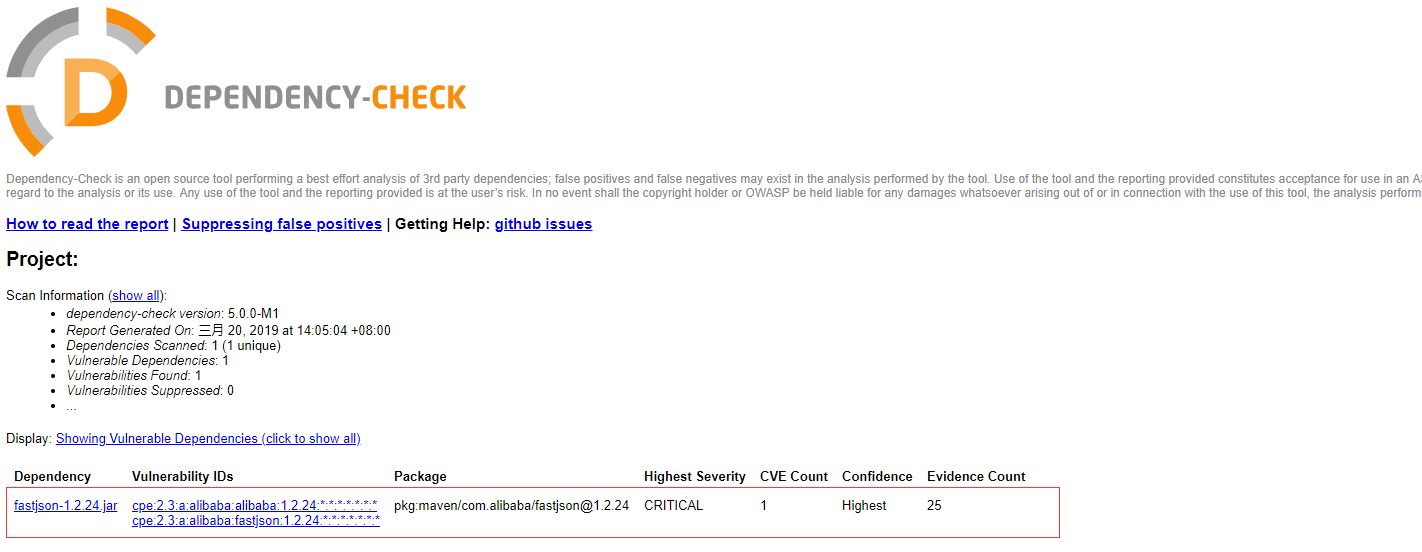 D
DEPENDENCY-CHECK
Dependency-Check is an open source tool performing a best effort analysis of 3rd party dependencies; false positives and false negatives may exist in the analysis performed by the tool. Use of the tool and the reporting provided constitutes acceptance for use in an AS
regard to the analysis or its use. Any use of the tool and the reporting provided is at the user's risk. In no event shall the copyright holder or OWASP be held liable for any damages whatsoever arising out of or in connection with the use of this tool, the analysis perform
How to read the report | Suppressing false positives | Getting Help: github issues
Project:
Scan Information (show all):
• dependency-check version: 5.0.0-M1
• Report Generated On: 三月 20, 2019 at 14:05:04 +08:00
• Dependencies Scanned: 1 (1 unique)
• Vulnerable Dependencies: 1
• Vulnerabilities Found: 1
• Vulnerabilities Suppressed: 0
• ...
Display: Showing Vulnerable Dependencies (click to show all)
Dependency Vulnerability IDs Package Highest Severity CVE Count Confidence Evidence Count
fastjson-1.2.24.jar cpe:2.3:a:alibaba:alibaba:1.2.24:*:*:*:*:*:*:* pkg:maven/com.alibaba/fastjson@1.2.24 CRITICAL 1 Highest 25
cpe:2.3:a:alibaba:fastjson:1.2.24:*:*:*:*:*:*:*